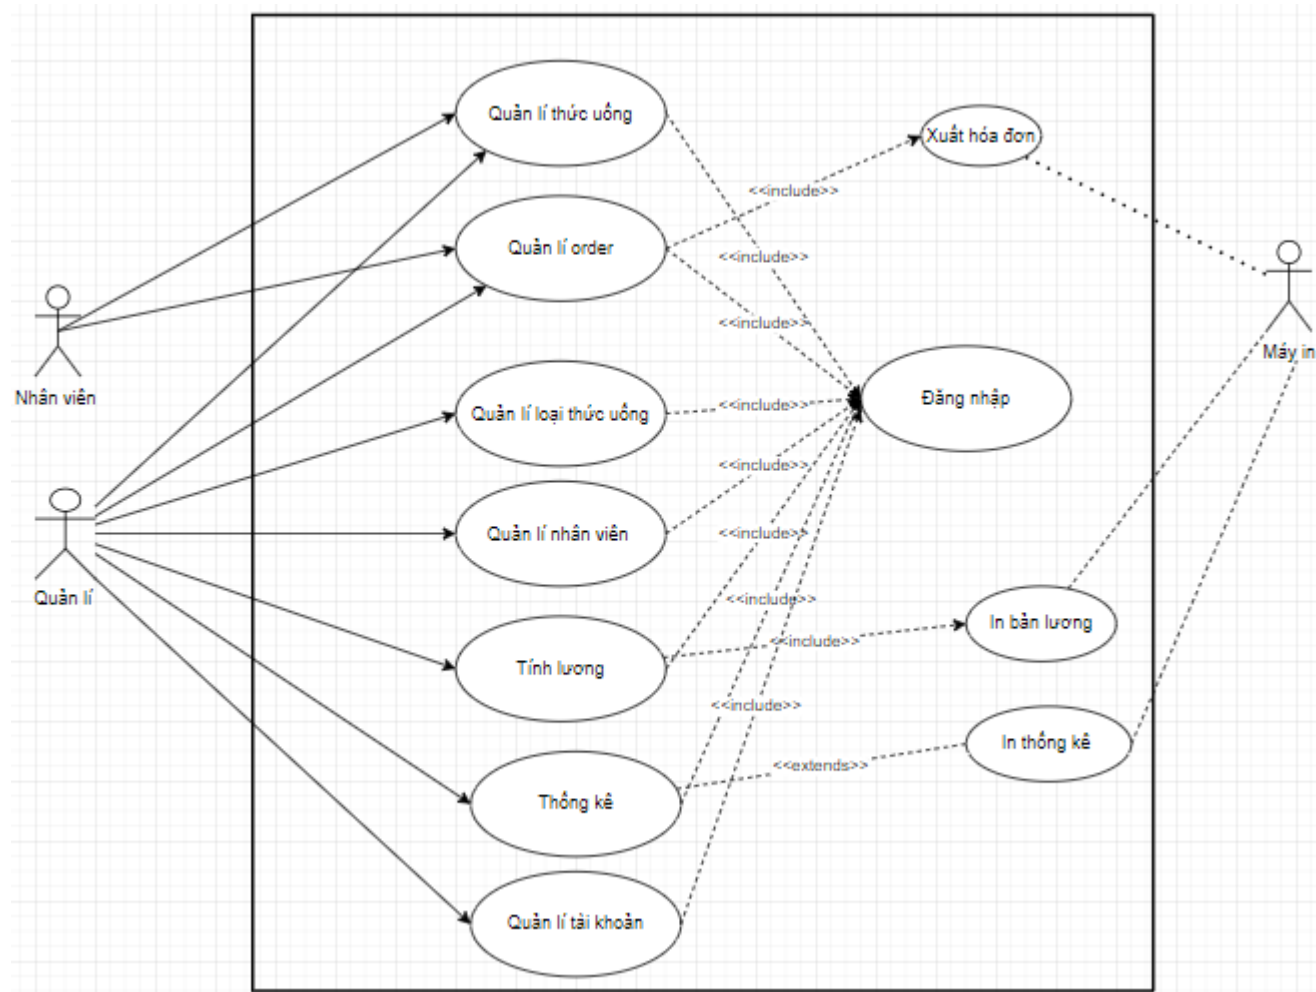 Quản lí thức uống
Xuất hóa đơn
<<include>>
Quản lí order
<<include>>
<<include>>
Nhân viên
Máy in
Quản lí loại thức uống
<<include>>
Đăng nhập
<<include>>
Quản lí nhân viên
<<include>>
Quản lí
<<include>>
In bản lương
<<include>>
Tính lương
<<include>>
In thống kê
<<extends>>
Thống kê
Quản lí tài khoản